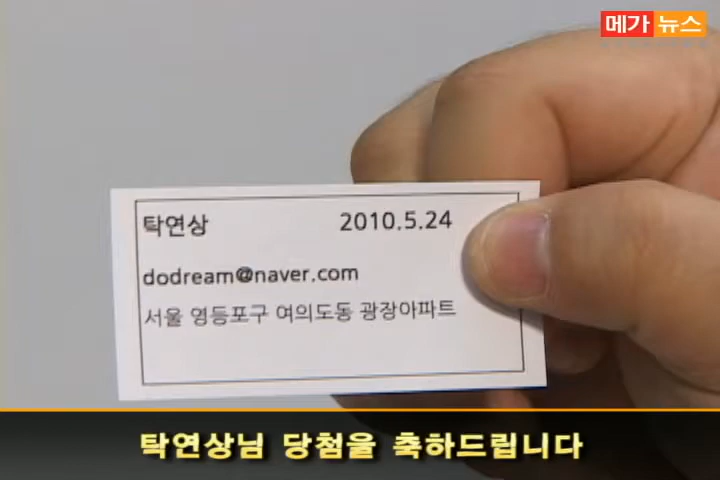 메가 뉴스
탁연상 2010.5.24
dodream@naver.com
서울 영등포구 여의도동 광장아파트
탁연상님 당첨을 축하드립니다